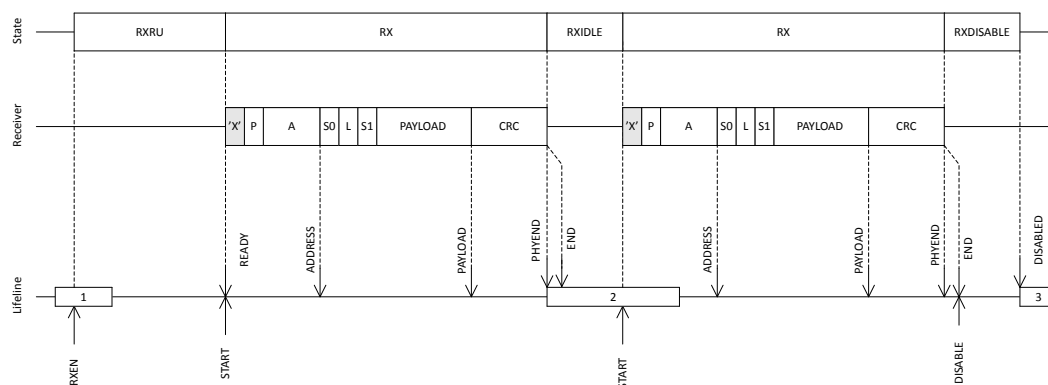 State
RXRU
RX
RXIDLE
RX
RXDISABLE
Receiver
'X'
P
A
S0
L
S1
PAYLOAD
CRC
'X'
P
A
S0
L
S1
PAYLOAD
CRC
READY
ADDRESS
PAYLOAD
PHYEND
END
ADDRESS
PAYLOAD
PHYEND
END
DISABLED
Lifeline
1
2
3
RXEN
START
START
DISABLE